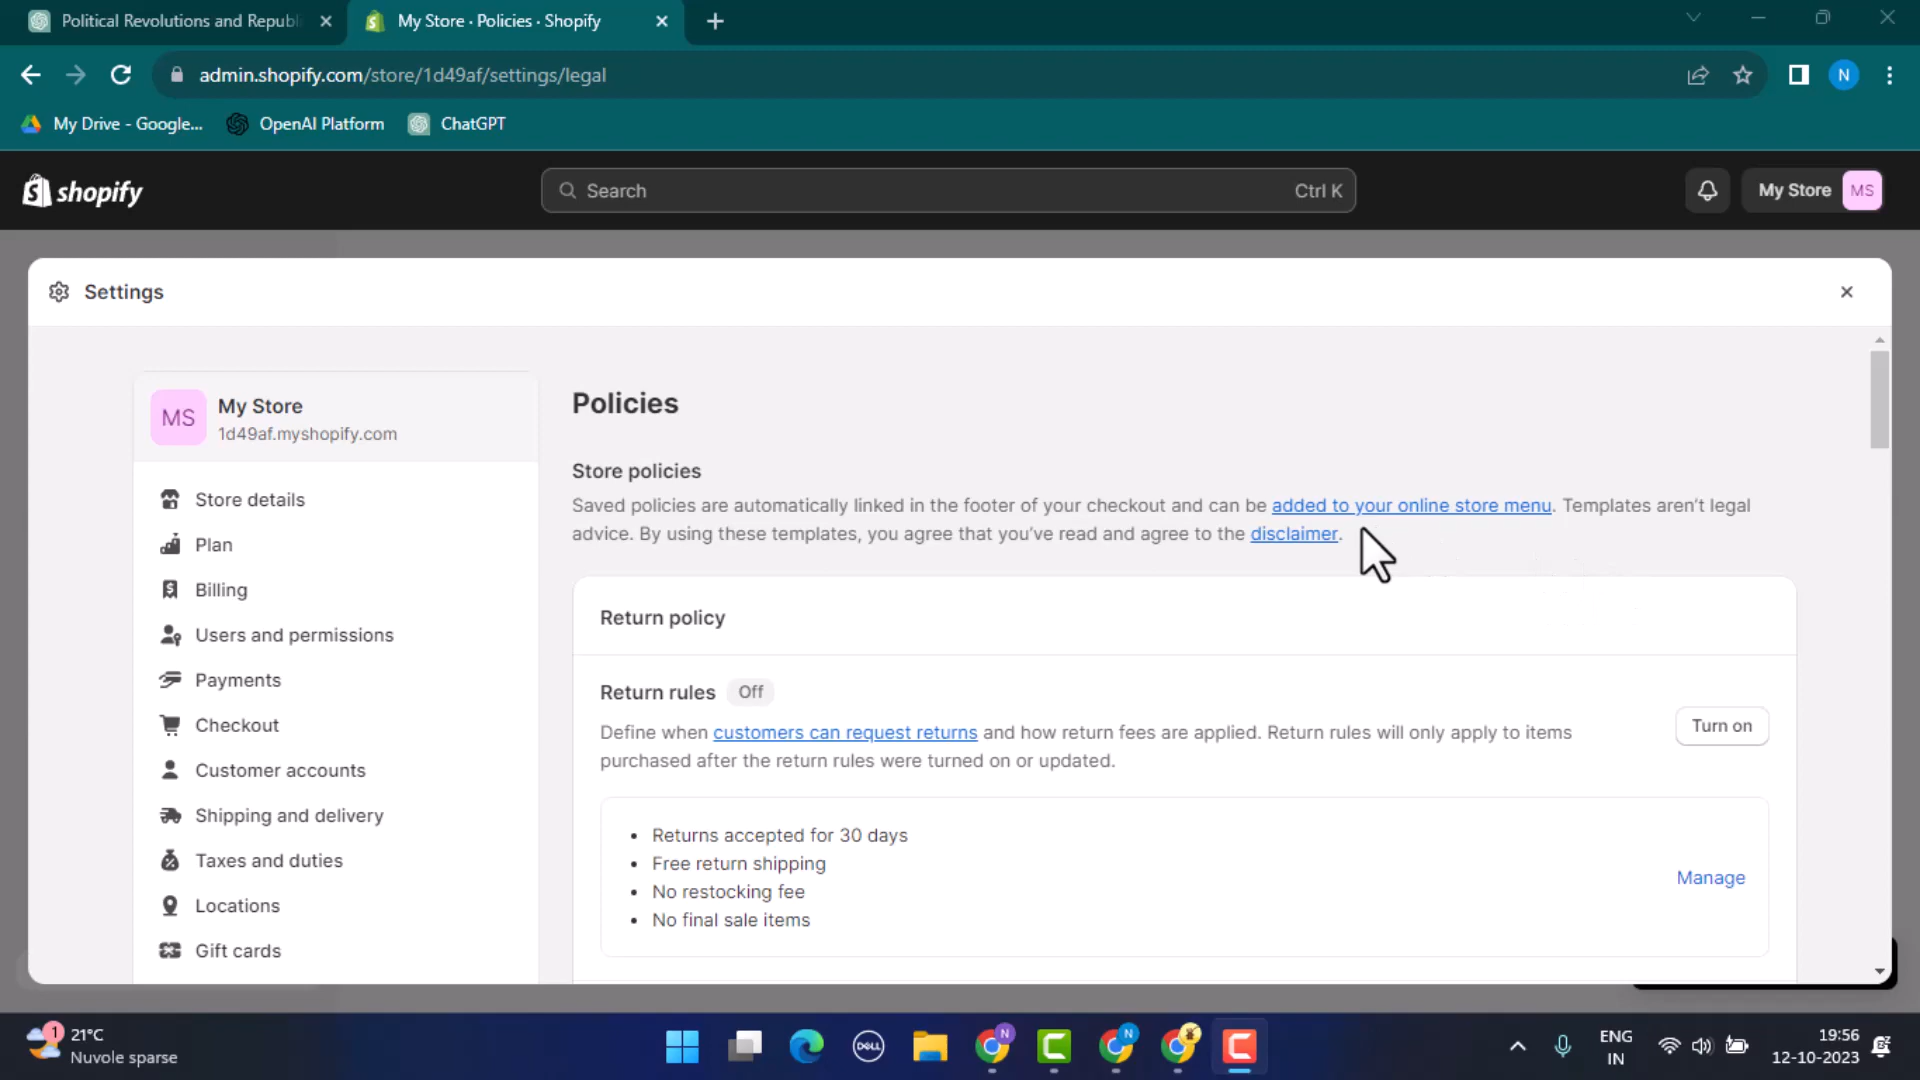 Political Revolutions and Republ
My Store · Policies · Shopify
admin.shopify.com/store/1d49af/settings/legal
N
My Drive - Google...
OpenAI Platform
ChatGPT
shopify
Search
Ctrl K
My Store
MS
Settings
MS
My Store
1d49af.myshopify.com
Store details
Plan
Billing
Users and permissions
Payments
Checkout
Customer accounts
Shipping and delivery
Taxes and duties
Locations
Gift cards
Policies
Store policies
Saved policies are automatically linked in the footer of your checkout and can be added to your online store menu. Templates aren't legal
advice. By using these templates, you agree that you've read and agree to the disclaimer.
Return policy
Return rules
Off
Define when customers can request returns and how return fees are applied. Return rules will only apply to items
purchased after the return rules were turned on or updated.
Turn on
• Returns accepted for 30 days
• Free return shipping
• No restocking fee
• No final sale items
Manage
1
21°C
Nuvole sparse
DELL
N
N
ENG
IN
19:56
12-10-2023